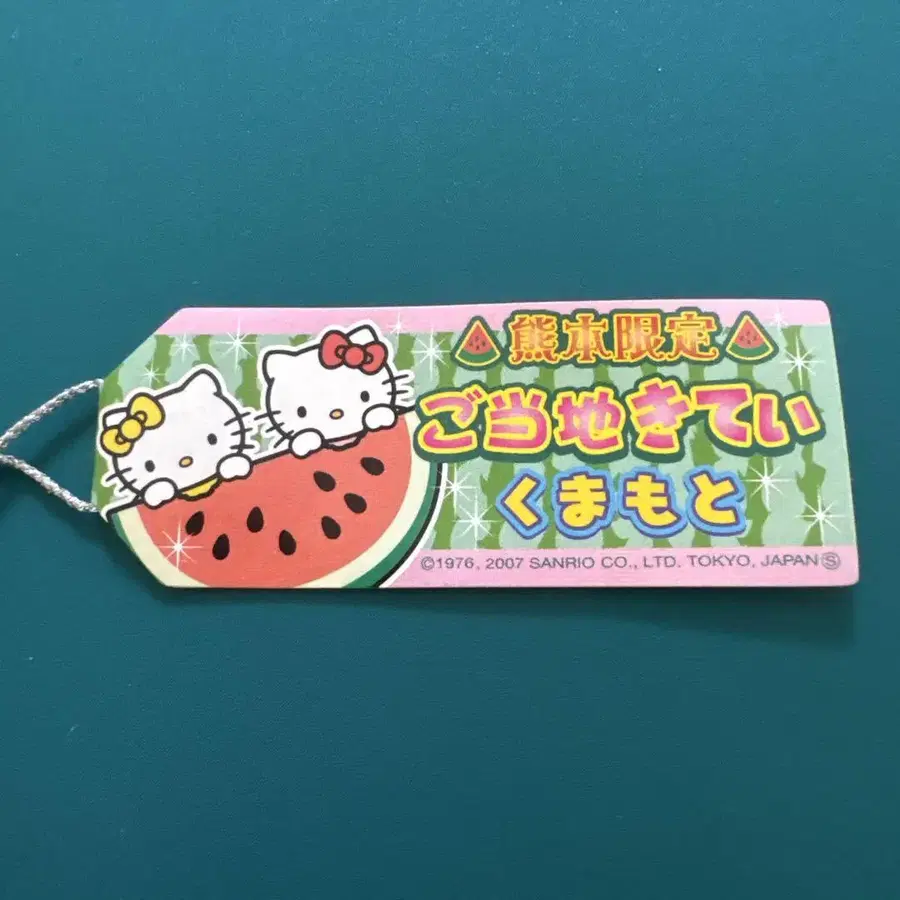 熊本限定
ご当地きてぃ
くまもと
©1976, 2007 SANRIO CO., LTD. TOKYO, JAPAN Ⓢ